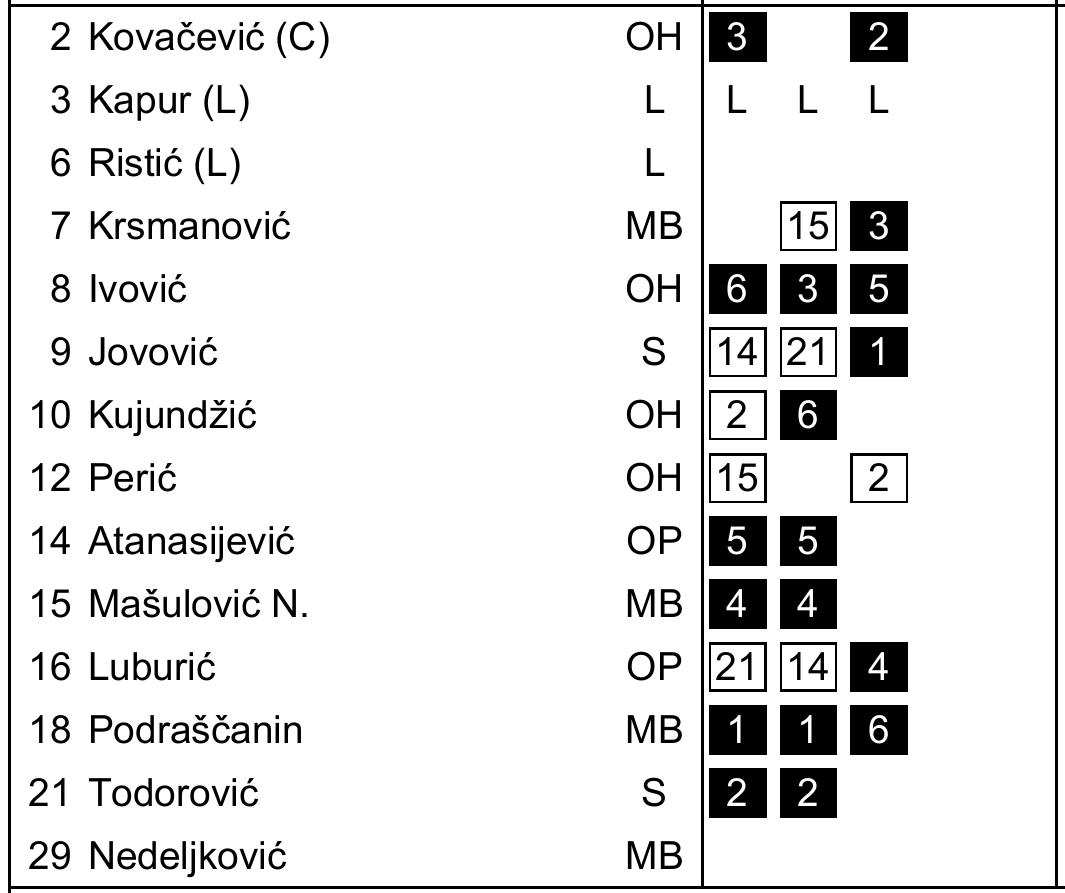 2 Kovačević (C) OH 3 2
3 Kapur (L) L L L L
6 Ristić (L) L
7 Krsmanović MB 15 3
8 Ivović OH 6 3 5
9 Jovović S 14 21 1
10 Kujundžić OH 2 6
12 Perić OH 15 2
14 Atanasijević OP 5 5
15 Mašulović N. MB 4 4
16 Luburić OP 21 14 4
18 Podraščanin MB 1 1 6
21 Todorović S 2 2
29 Nedeljković MB